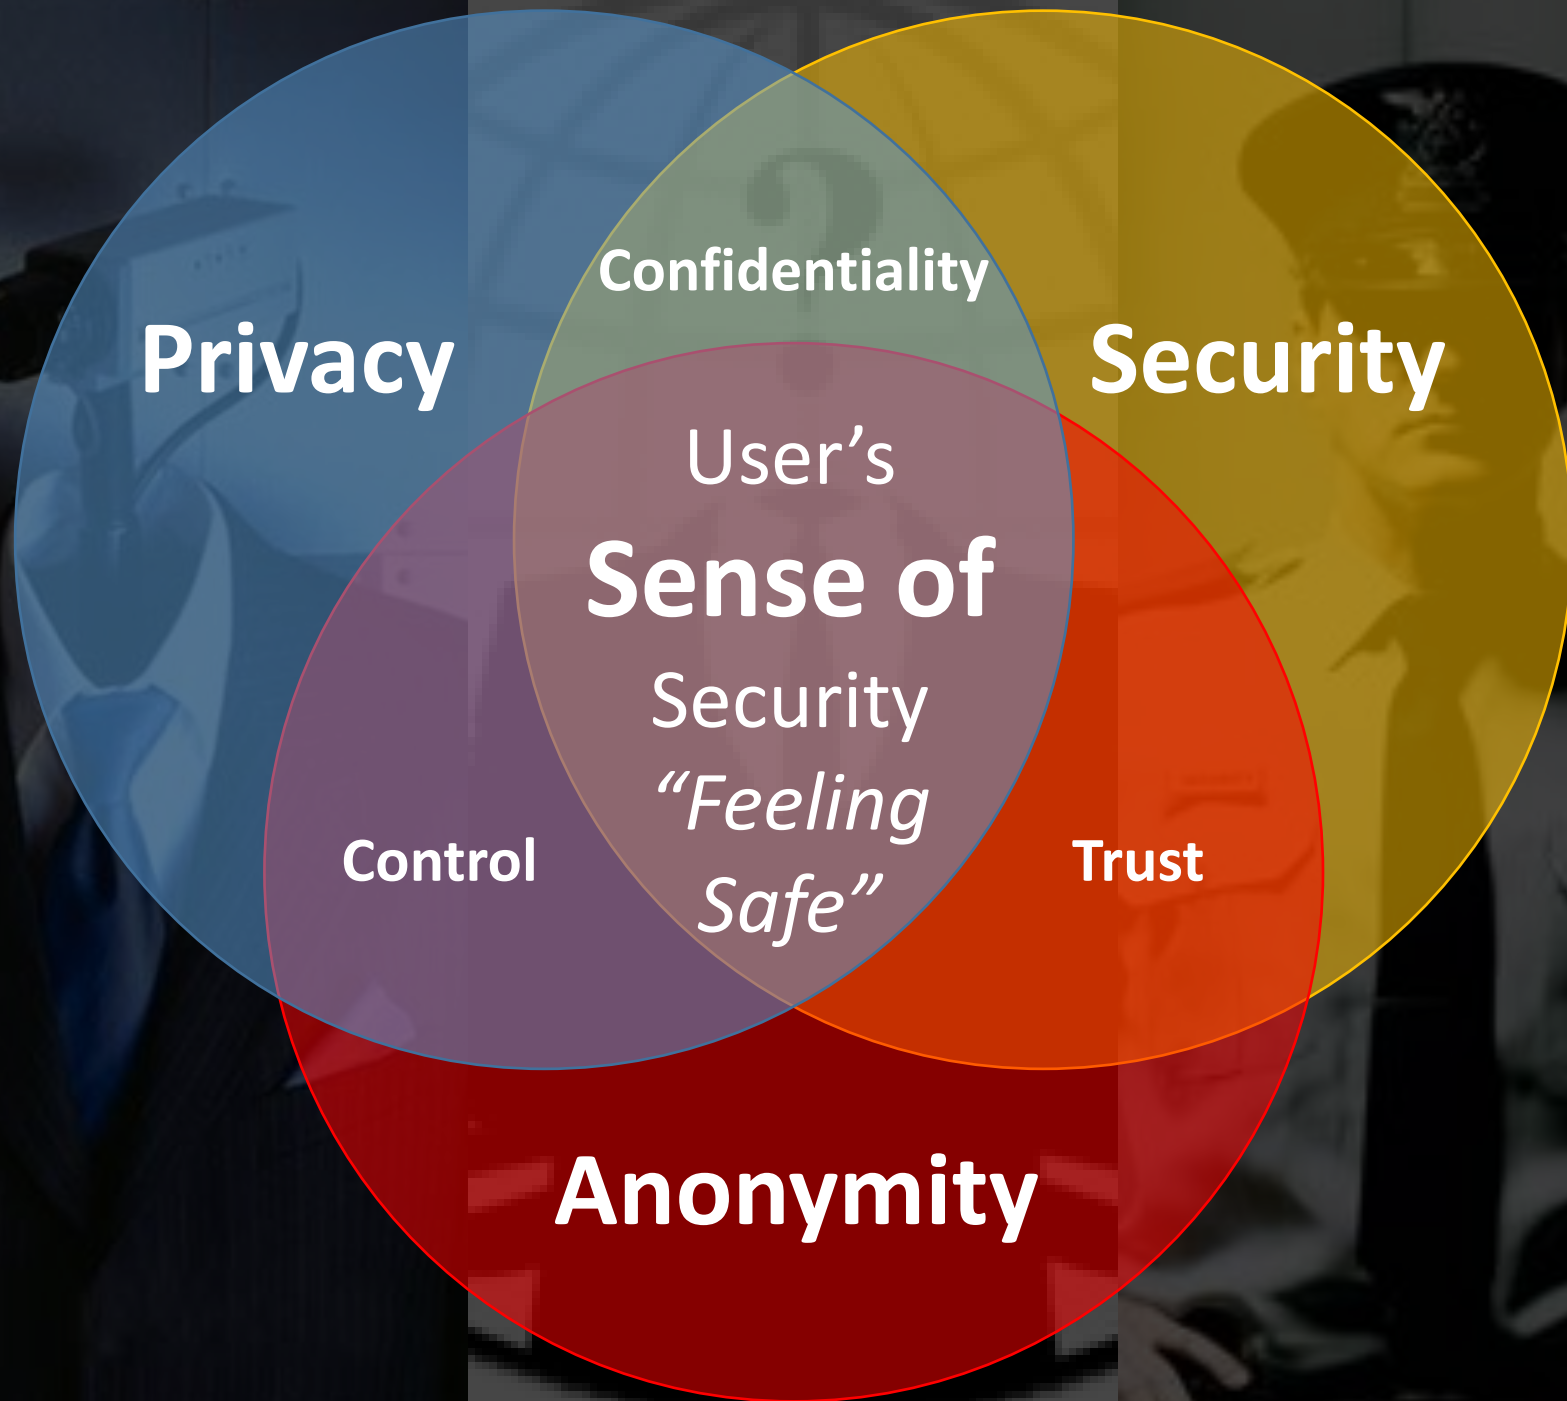 Confidentiality
Privacy
Security
User’s
Sense of
Security
“Feeling
Safe”
Control
Trust
Anonymity